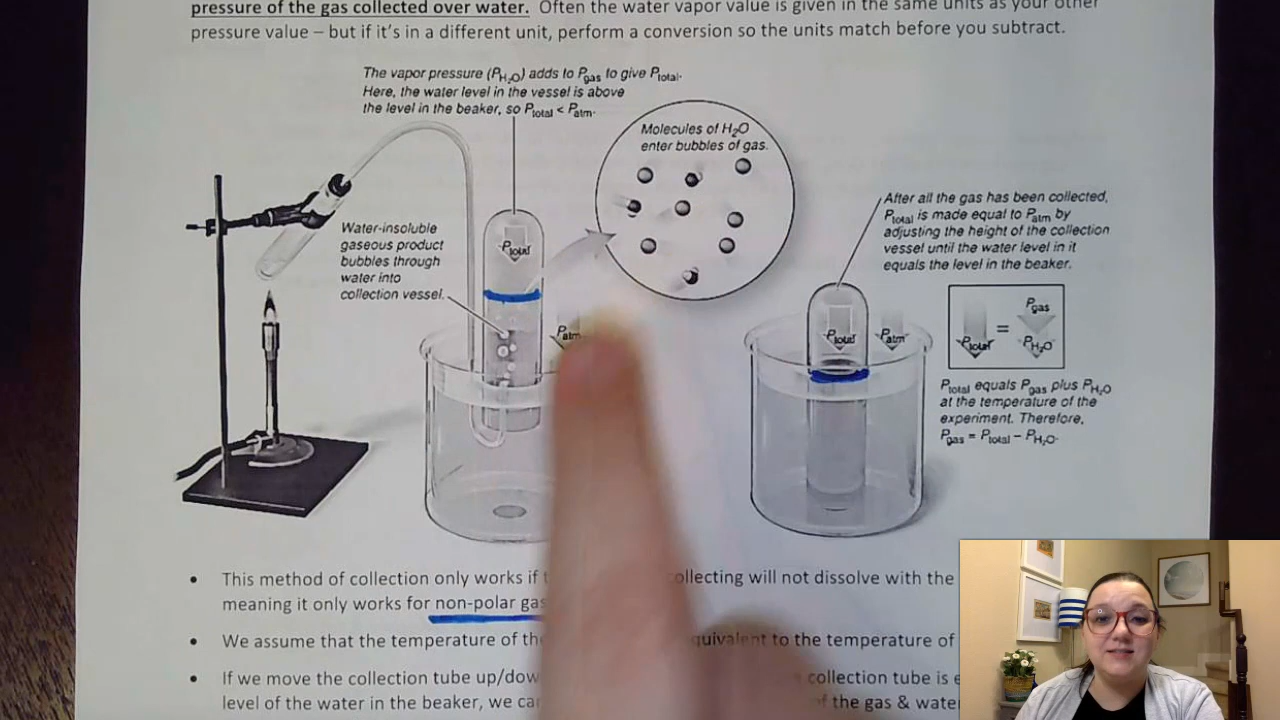 pressure of the gas collected over water. Often the water vapor value is given in the same units as your other
pressure value – but if it's in a different unit, perform a conversion so the units match before you subtract.
The vapor pressure (PH₂O) adds to Pgas to give Ptotal.
Here, the water level in the vessel is above
the level in the beaker, so Ptotal < Patm.
Molecules of H₂O
enter bubbles of gas.
Water-insoluble
gaseous product
bubbles through
water into
collection vessel.
Ptotal
Patm
After all the gas has been collected,
Ptotal is made equal to Patm by
adjusting the height of the collection
vessel until the water level in it
equals the level in the beaker.
Ptotal
Patm
Ptotal = Pgas PH₂O
Ptotal equals Pgas plus PH₂O
at the temperature of the
experiment. Therefore,
Pgas = Ptotal – PH₂O.
• This method of collection only works if collecting will not dissolve with the
meaning it only works for non-polar gas
• We assume that the temperature of the to the temperature of
• If we move the collection tube up/down collection tube is
level of the water in the beaker, we of the gas & water